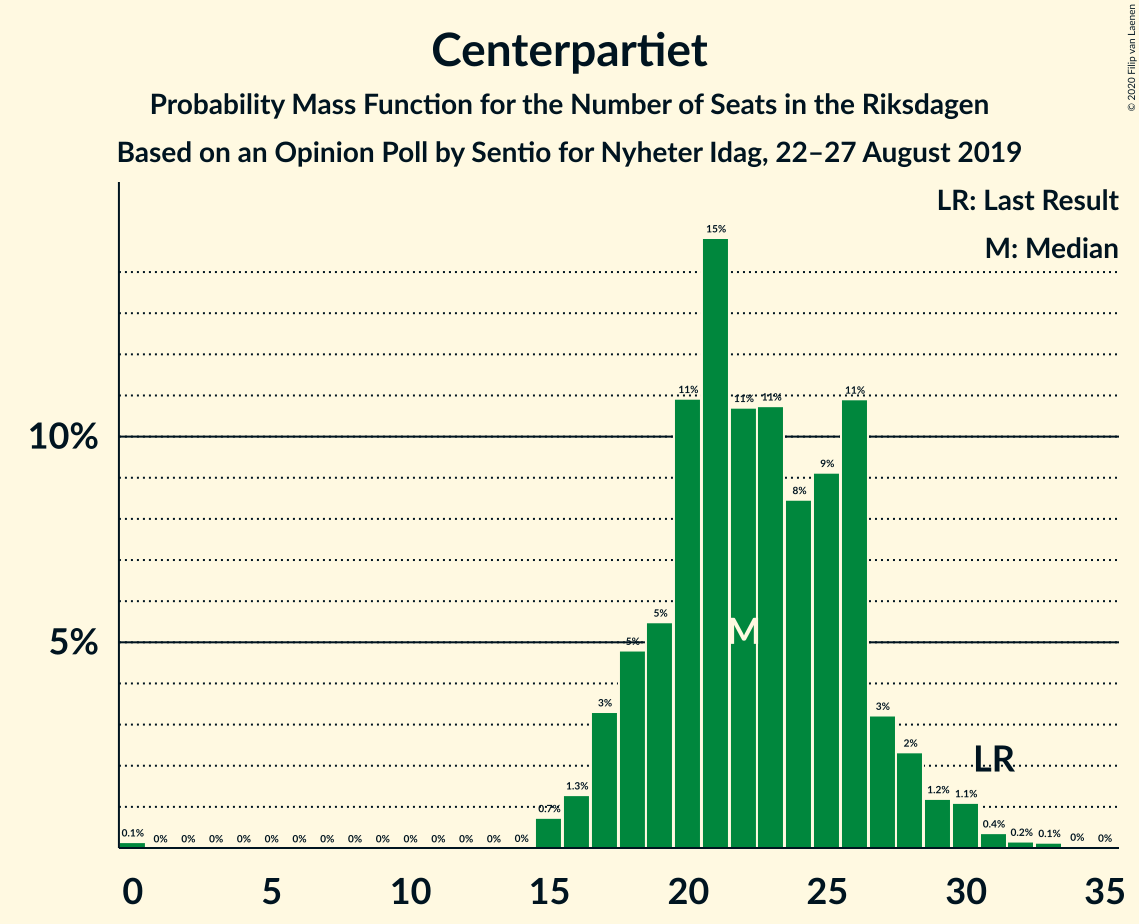 © 2020 Filip van Laenen
Centerpartiet
Probability Mass Function for the Number of Seats in the Riksdagen
Based on an Opinion Poll by Sentio for Nyheter Idag, 22–27 August 2019
LR: Last Result
M: Median
10%
5%
0.1% 0% 0% 0% 0% 0% 0% 0% 0% 0% 0% 0% 0% 0% 0% 0.7% 1.3% 3% 5% 5% 11% 15% 11% 11% 8% 9% 11% 3% 2% 1.2% 1.1% 0.4% 0.2% 0.1% 0% 0%
M
LR
0 5 10 15 20 25 30 35